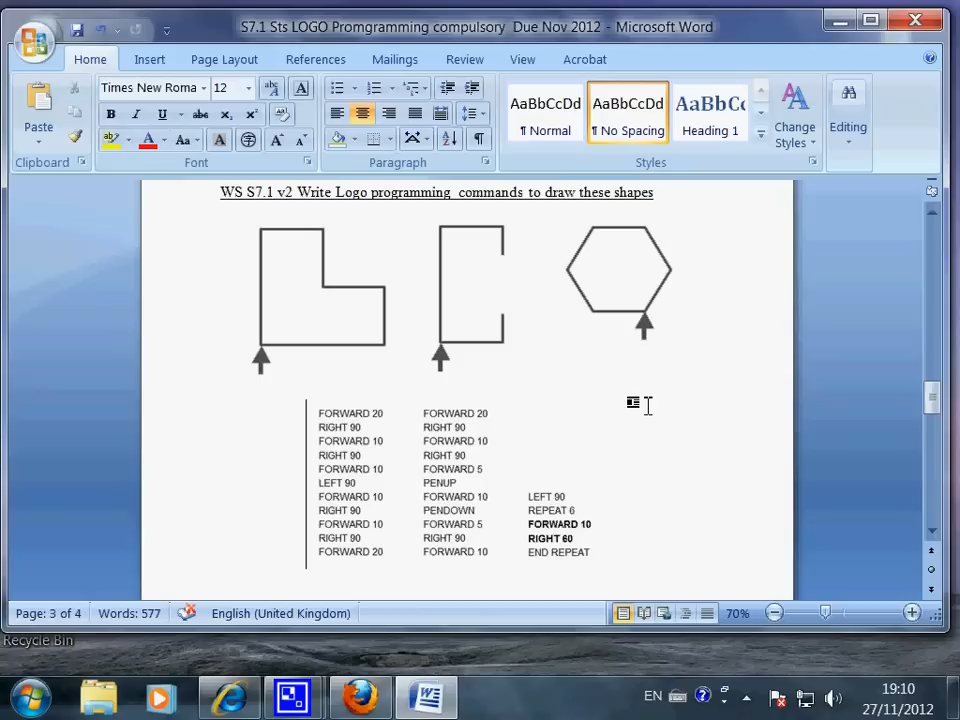 S7.1 Sts LOGO Promgramming compulsory Due Nov 2012 - Microsoft Word
Home Insert Page Layout References Mailings Review View Acrobat
Times New Roma 12
Paste
B I U abc x₂ x²
Aa A A A
AaBbCcDd AaBbCcDd AaBbCc
¶ Normal ¶ No Spacing Heading 1
Change Styles
Editing
Clipboard Font Paragraph Styles
WS S7.1 v2 Write Logo programming commands to draw these shapes
FORWARD 20 FORWARD 20
RIGHT 90 RIGHT 90
FORWARD 10 FORWARD 10
RIGHT 90 RIGHT 90
FORWARD 10 FORWARD 5
LEFT 90 PENUP
FORWARD 10 FORWARD 10 LEFT 90
RIGHT 90 PENDOWN REPEAT 6
FORWARD 10 FORWARD 5 FORWARD 10
RIGHT 90 RIGHT 90 RIGHT 60
FORWARD 20 FORWARD 10 END REPEAT
Page: 3 of 4 Words: 577 English (United Kingdom) 70%
Recycle Bin
EN 19:10
27/11/2012